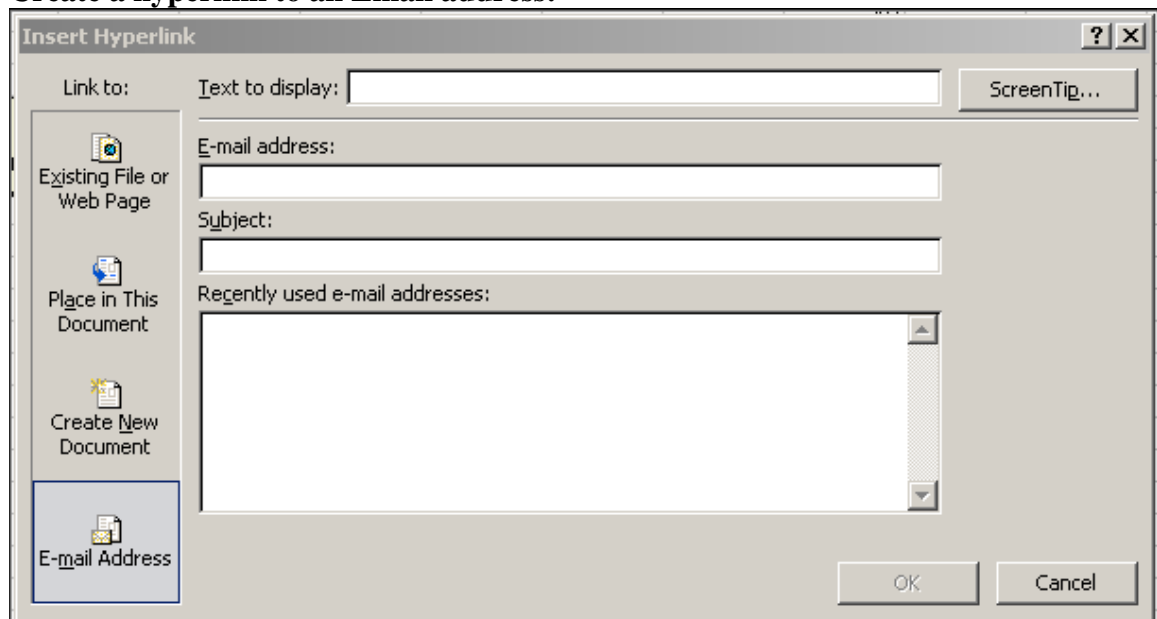 Create a hyperlink to an Email address.
Insert Hyperlink
Link to:
Text to display:
ScreenTip...
Existing File or
Web Page
Place in This
Document
Create New
Document
E-mail Address
E-mail address:
Subject:
Recently used e-mail addresses:
OK
Cancel